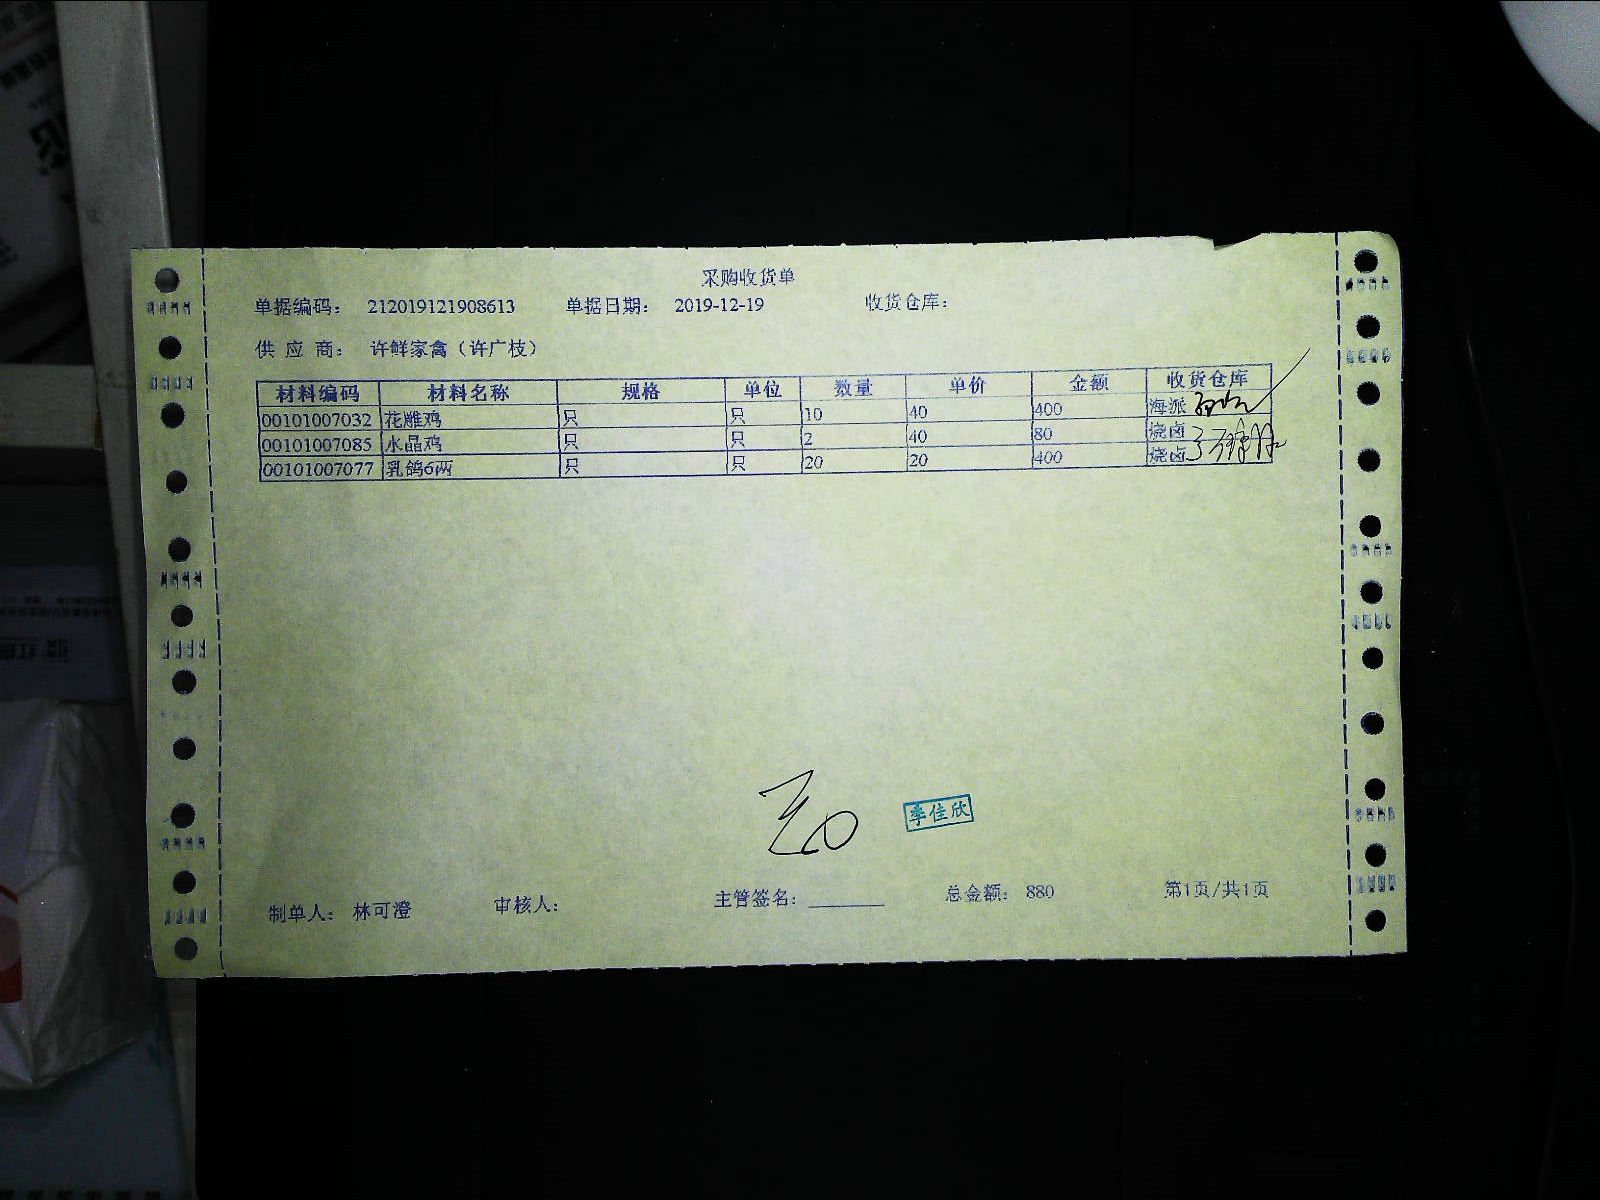 采购收货单
单据编码： 212019121908613 单据日期： 2019-12-19 收货仓库：
供 应 商： 许鲜家禽（许广枝）
材料编码 材料名称 规格 单位 数量 单价 金额 收货仓库
00101007032 花雕鸡 只 只 10 40 400 海派
00101007085 水晶鸡 只 只 2 40 80 烧卤
00101007077 乳鸽6两 只 只 20 20 400 烧卤
李佳欣
制单人： 林可澄 审核人： 主管签名：________ 总金额： 880 第1页/共1页